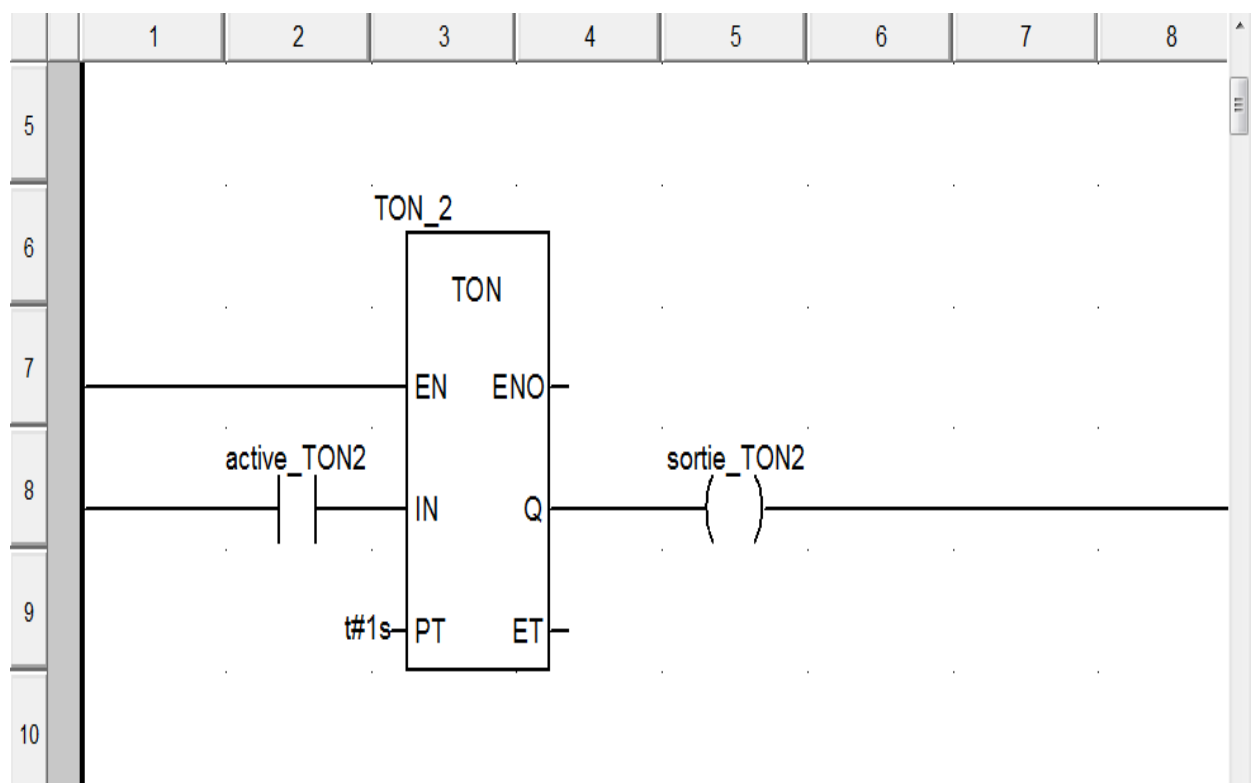 1 2 3 4 5 6 7 8
5
TON_2
6
TON
7
EN ENO
active_TON2 sortie_TON2
8
IN Q
9
t#1s PT ET
10